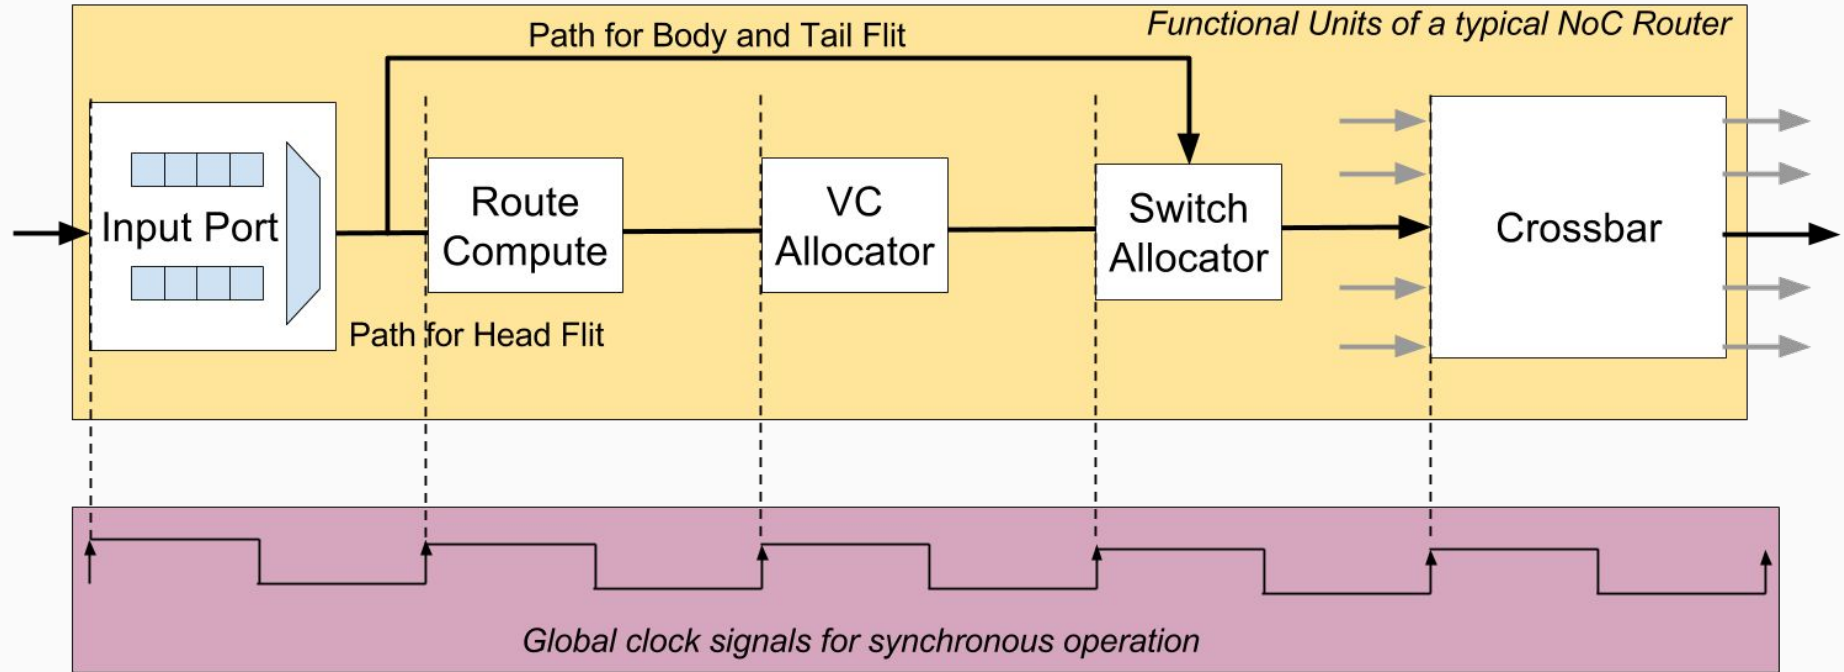 Functional Units of a typical NoC Router
Path for Body and Tail Flit
Input Port
Route
Compute
VC
Allocator
Switch
Allocator
Crossbar
Path for Head Flit
Global clock signals for synchronous operation